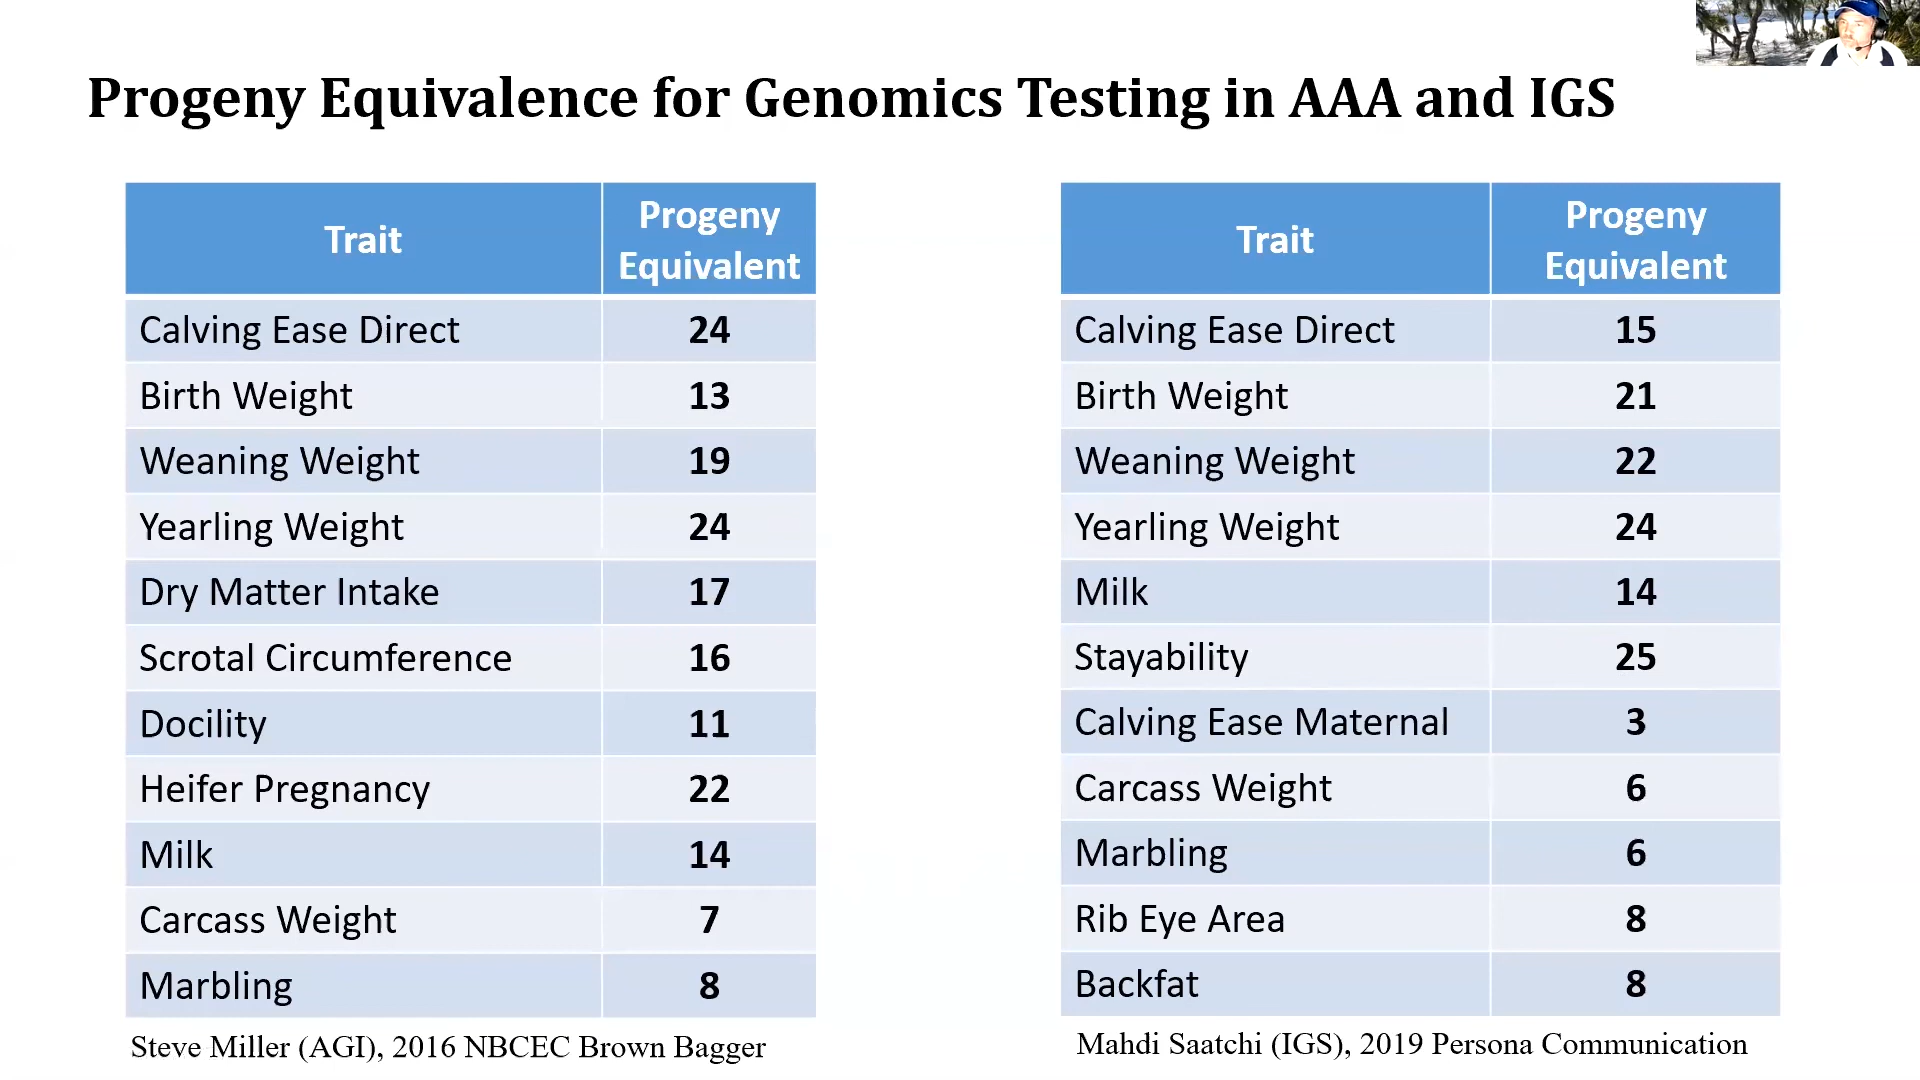 Progeny Equivalence for Genomics Testing in AAA and IGS
Trait Progeny Equivalent
Calving Ease Direct 24
Birth Weight 13
Weaning Weight 19
Yearling Weight 24
Dry Matter Intake 17
Scrotal Circumference 16
Docility 11
Heifer Pregnancy 22
Milk 14
Carcass Weight 7
Marbling 8
Steve Miller (AGI), 2016 NBCEC Brown Bagger
Trait Progeny Equivalent
Calving Ease Direct 15
Birth Weight 21
Weaning Weight 22
Yearling Weight 24
Milk 14
Stayability 25
Calving Ease Maternal 3
Carcass Weight 6
Marbling 6
Rib Eye Area 8
Backfat 8
Mahdi Saatchi (IGS), 2019 Persona Communication